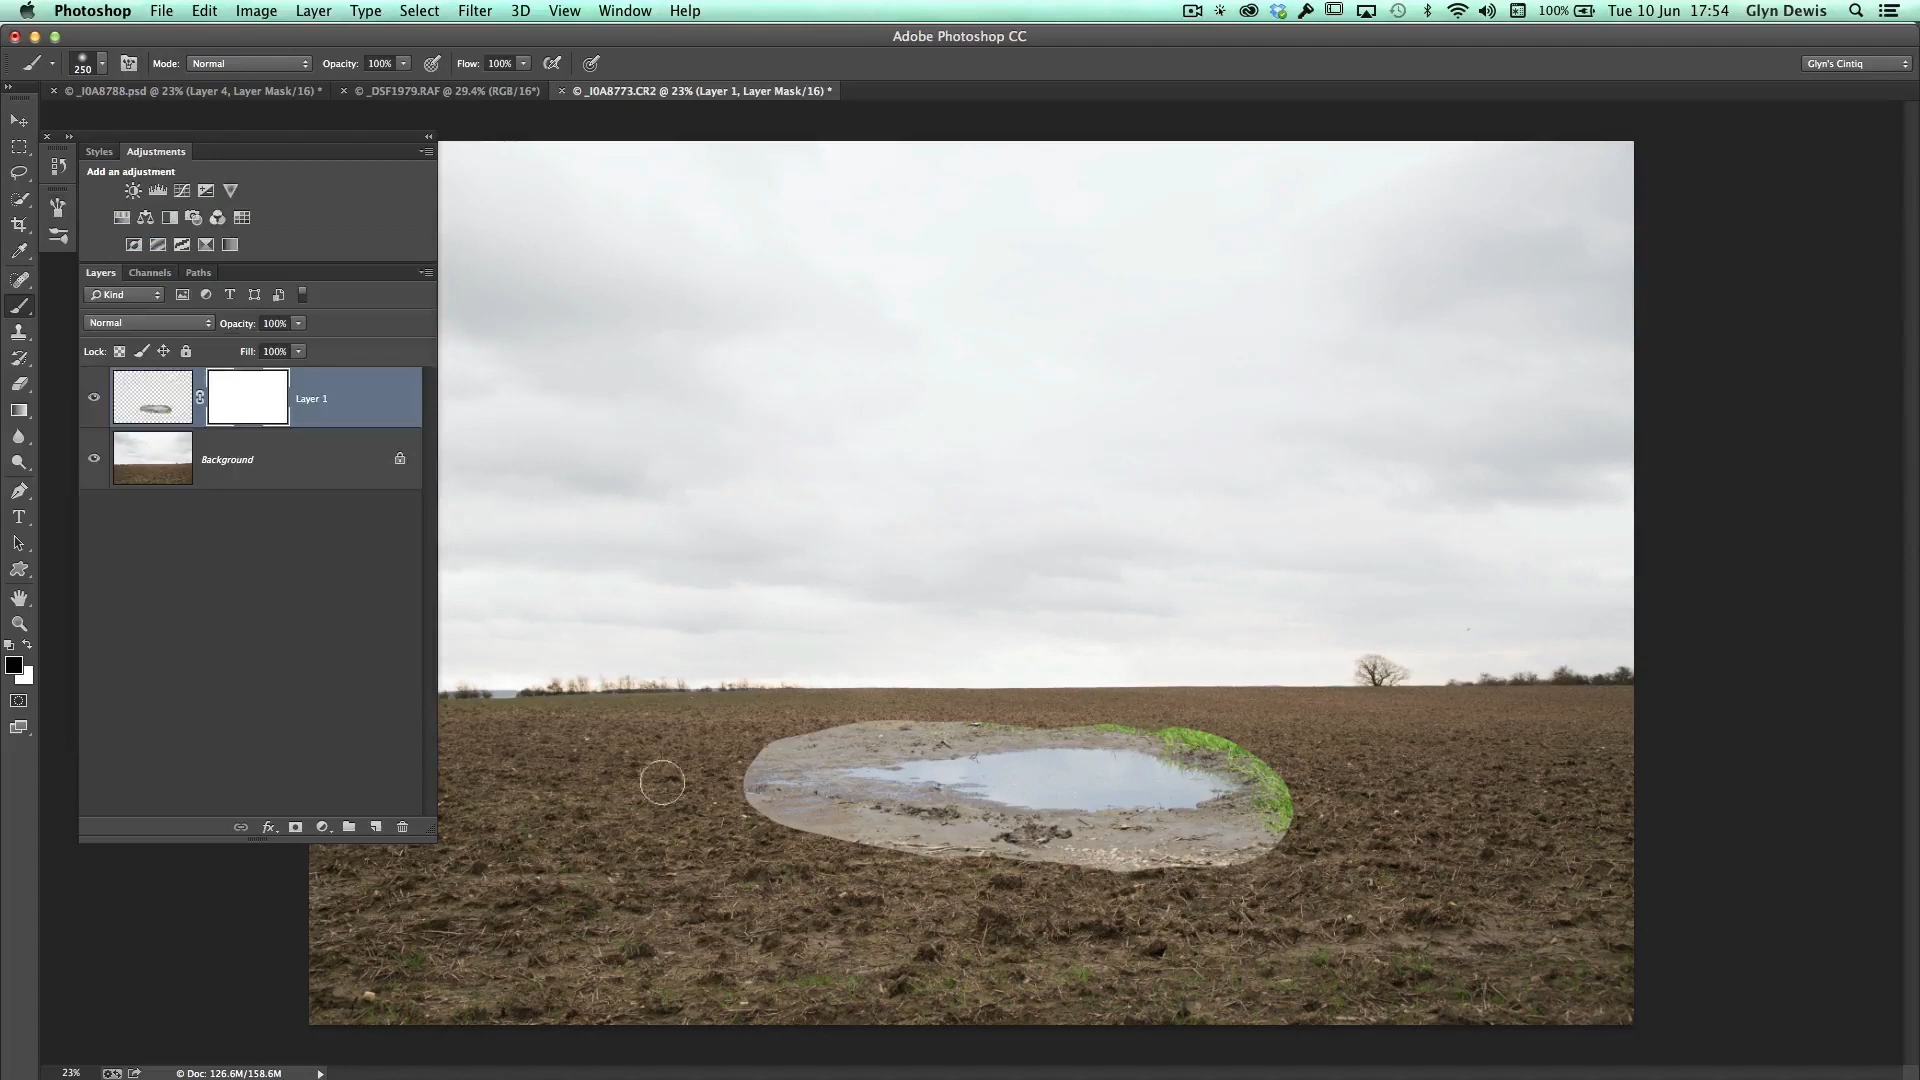 Photoshop File Edit Image Layer Type Select Filter 3D View Window Help 100% Tue 10 Jun 17:54 Glyn Dewis
Adobe Photoshop CC
250 Mode: Normal Opacity: 100% Flow: 100% Glyn's Cintiq
© _I0A8788.psd @ 23% (Layer 4, Layer Mask/16) * © _DSF1979.RAF @ 29.4% (RGB/16*) © _I0A8773.CR2 @ 23% (Layer 1, Layer Mask/16) *
Styles Adjustments
Add an adjustment
Layers Channels Paths
Kind
Normal Opacity: 100%
Lock: Fill: 100%
Layer 1
Background
23% © Doc: 126.6M/158.6M